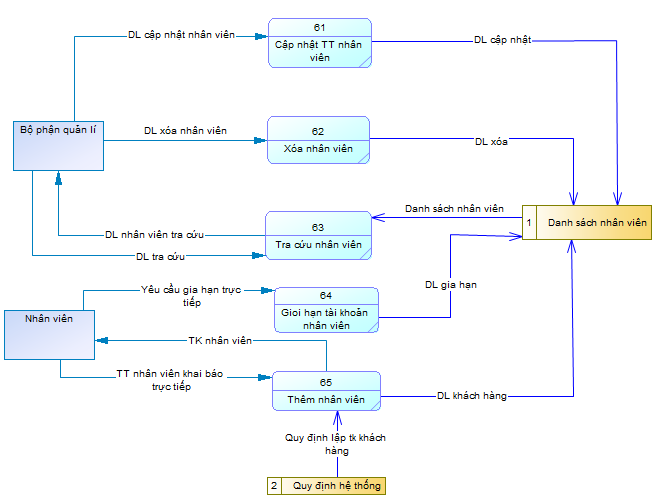 61
Cập nhật TT nhân
viên
DL cập nhật nhân viên
DL cập nhật
Bộ phận quản lí
62
Xóa nhân viên
DL xóa nhân viên
DL xóa
Danh sách nhân viên
1
Danh sách nhân viên
63
Tra cứu nhân viên
DL nhân viên tra cứu
DL tra cứu
DL gia hạn
Yêu cầu gia hạn trực
tiếp
64
Gioi hạn tài khoản
nhân viên
Nhân viên
TK nhân viên
TT nhân viên khai báo
trực tiếp
65
Thêm nhân viên
DL khách hàng
Quy định lập tk khách
hàng
2
Quy định hệ thống